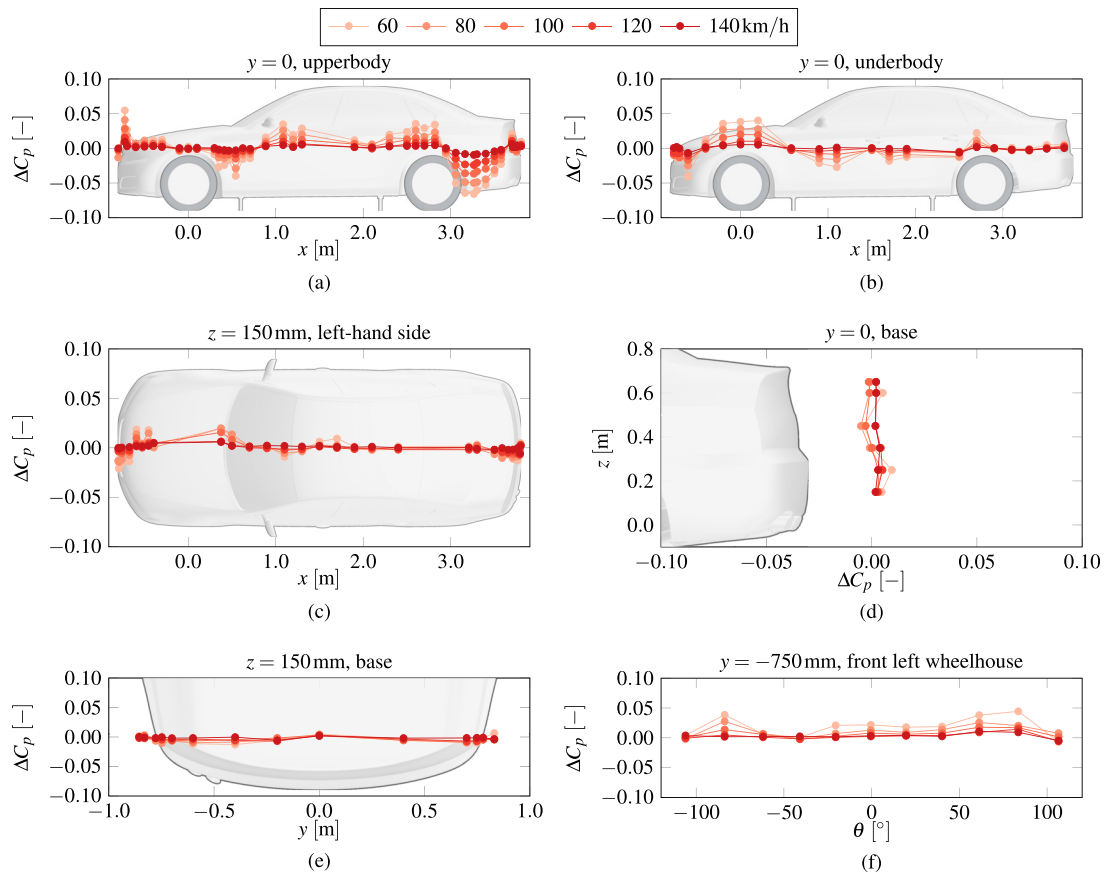 60 80 100 120 140 km/h
y = 0, upperbody
0.10
0.05
0.00
−0.05
−0.10
ΔCp [−]
0.0 1.0 2.0 3.0
x [m]
(a)
y = 0, underbody
0.10
0.05
0.00
−0.05
−0.10
ΔCp [−]
0.0 1.0 2.0 3.0
x [m]
(b)
z = 150 mm, left-hand side
0.10
0.05
0.00
−0.05
−0.10
ΔCp [−]
0.0 1.0 2.0 3.0
x [m]
(c)
y = 0, base
0.8
0.6
0.4
0.2
0.0
z [m]
−0.10 −0.05 0.00 0.05 0.10
ΔCp [−]
(d)
z = 150 mm, base
0.10
0.05
0.00
−0.05
−0.10
ΔCp [−]
−1.0 −0.5 0.0 0.5 1.0
y [m]
(e)
y = −750 mm, front left wheelhouse
0.10
0.05
0.00
−0.05
−0.10
ΔCp [−]
−100 −50 0 50 100
θ [°]
(f)